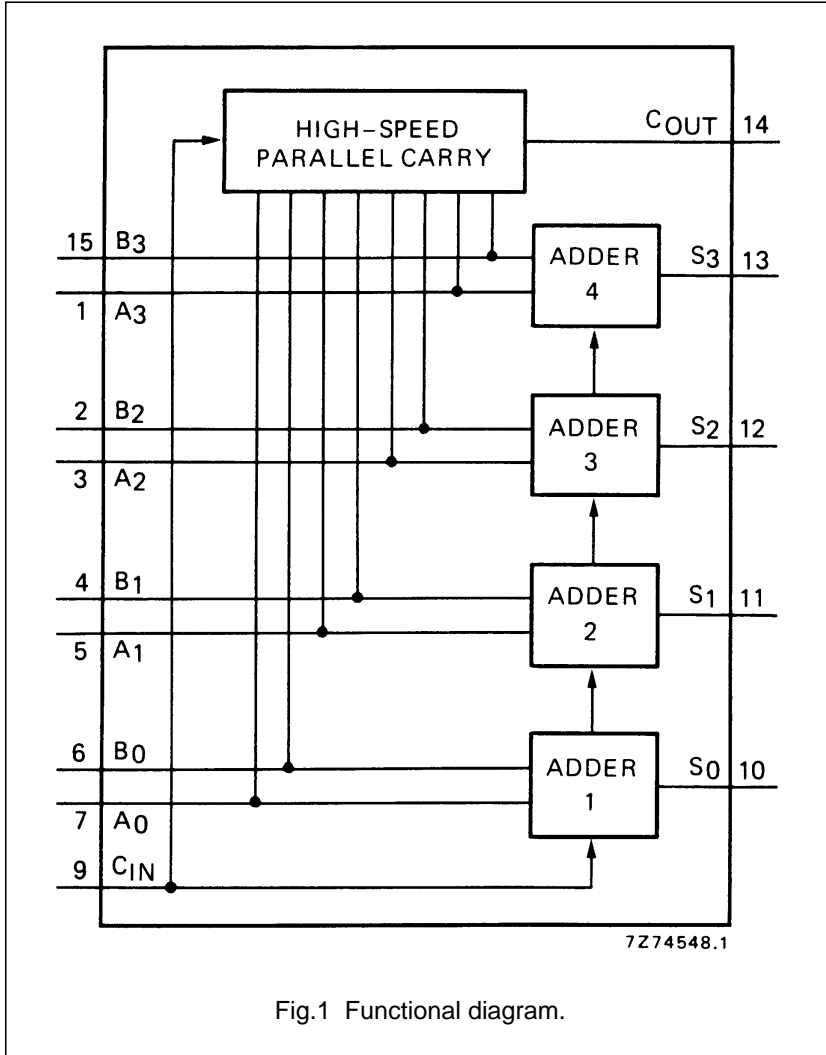 HIGH-SPEED
PARALLEL CARRY
COUT 14
15 B3
1 A3
ADDER
4
S3 13
2 B2
3 A2
ADDER
3
S2 12
4 B1
5 A1
ADDER
2
S1 11
6 B0
7 A0
ADDER
1
S0 10
9 CIN
7Z74548.1
Fig.1 Functional diagram.